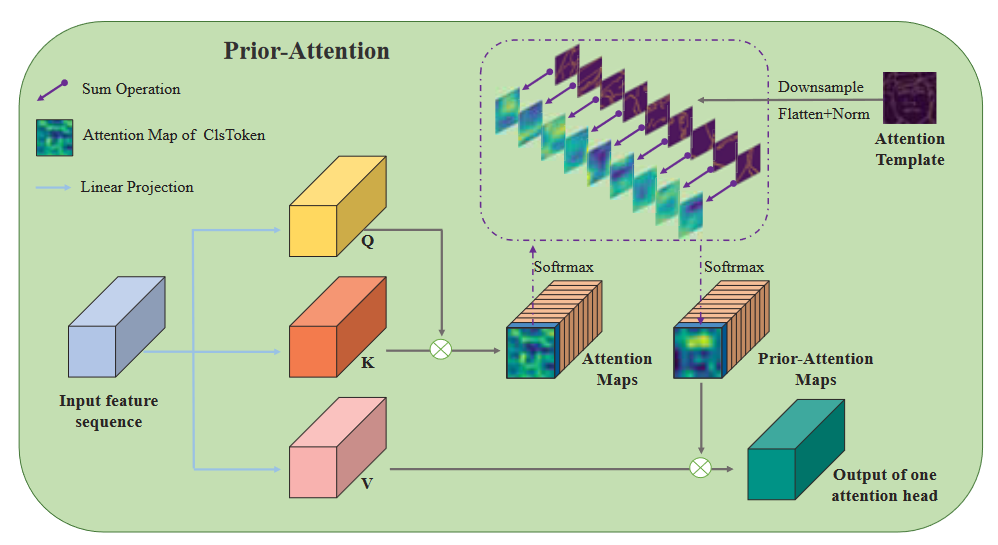 Prior-Attention
Sum Operation
Attention Map of ClsToken
Linear Projection
Downsample
Flatten+Norm
Attention
Template
Q
K
V
Input feature
sequence
Softrmax
Softrmax
Attention
Maps
Prior-Attention
Maps
Output of one
attention head